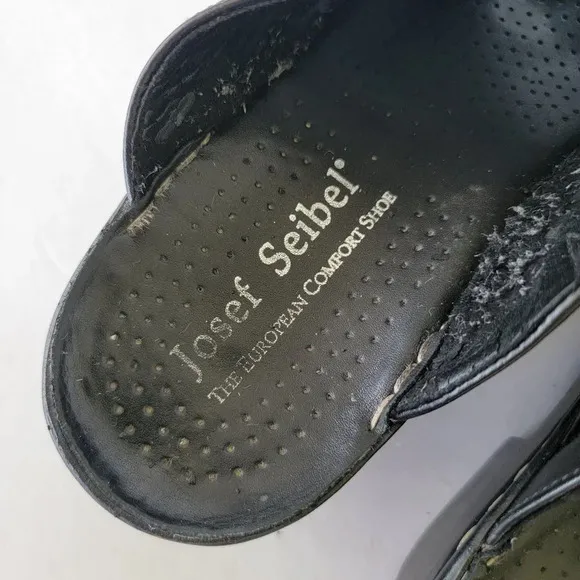 Josef Seibel®
THE EUROPEAN COMFORT SHOE